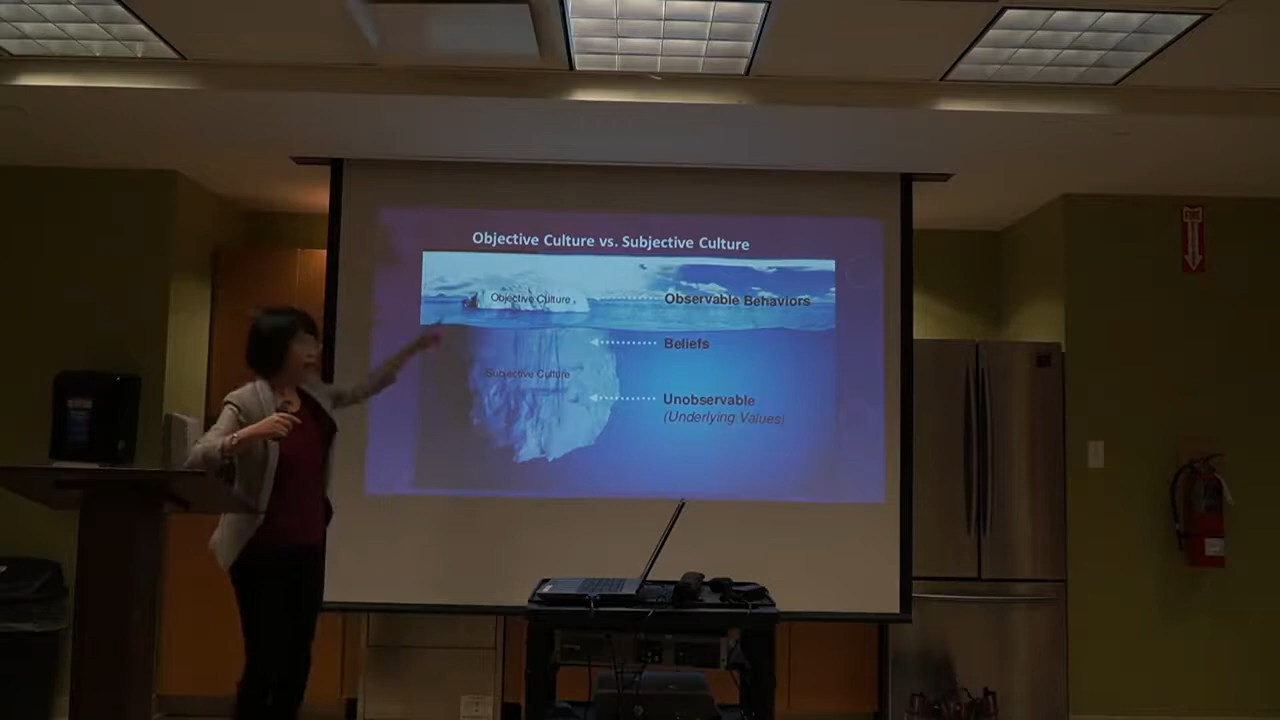 Objective Culture vs. Subjective Culture
Objective Culture
Observable Behaviors
Beliefs
Subjective Culture
Unobservable
(Underlying Values)